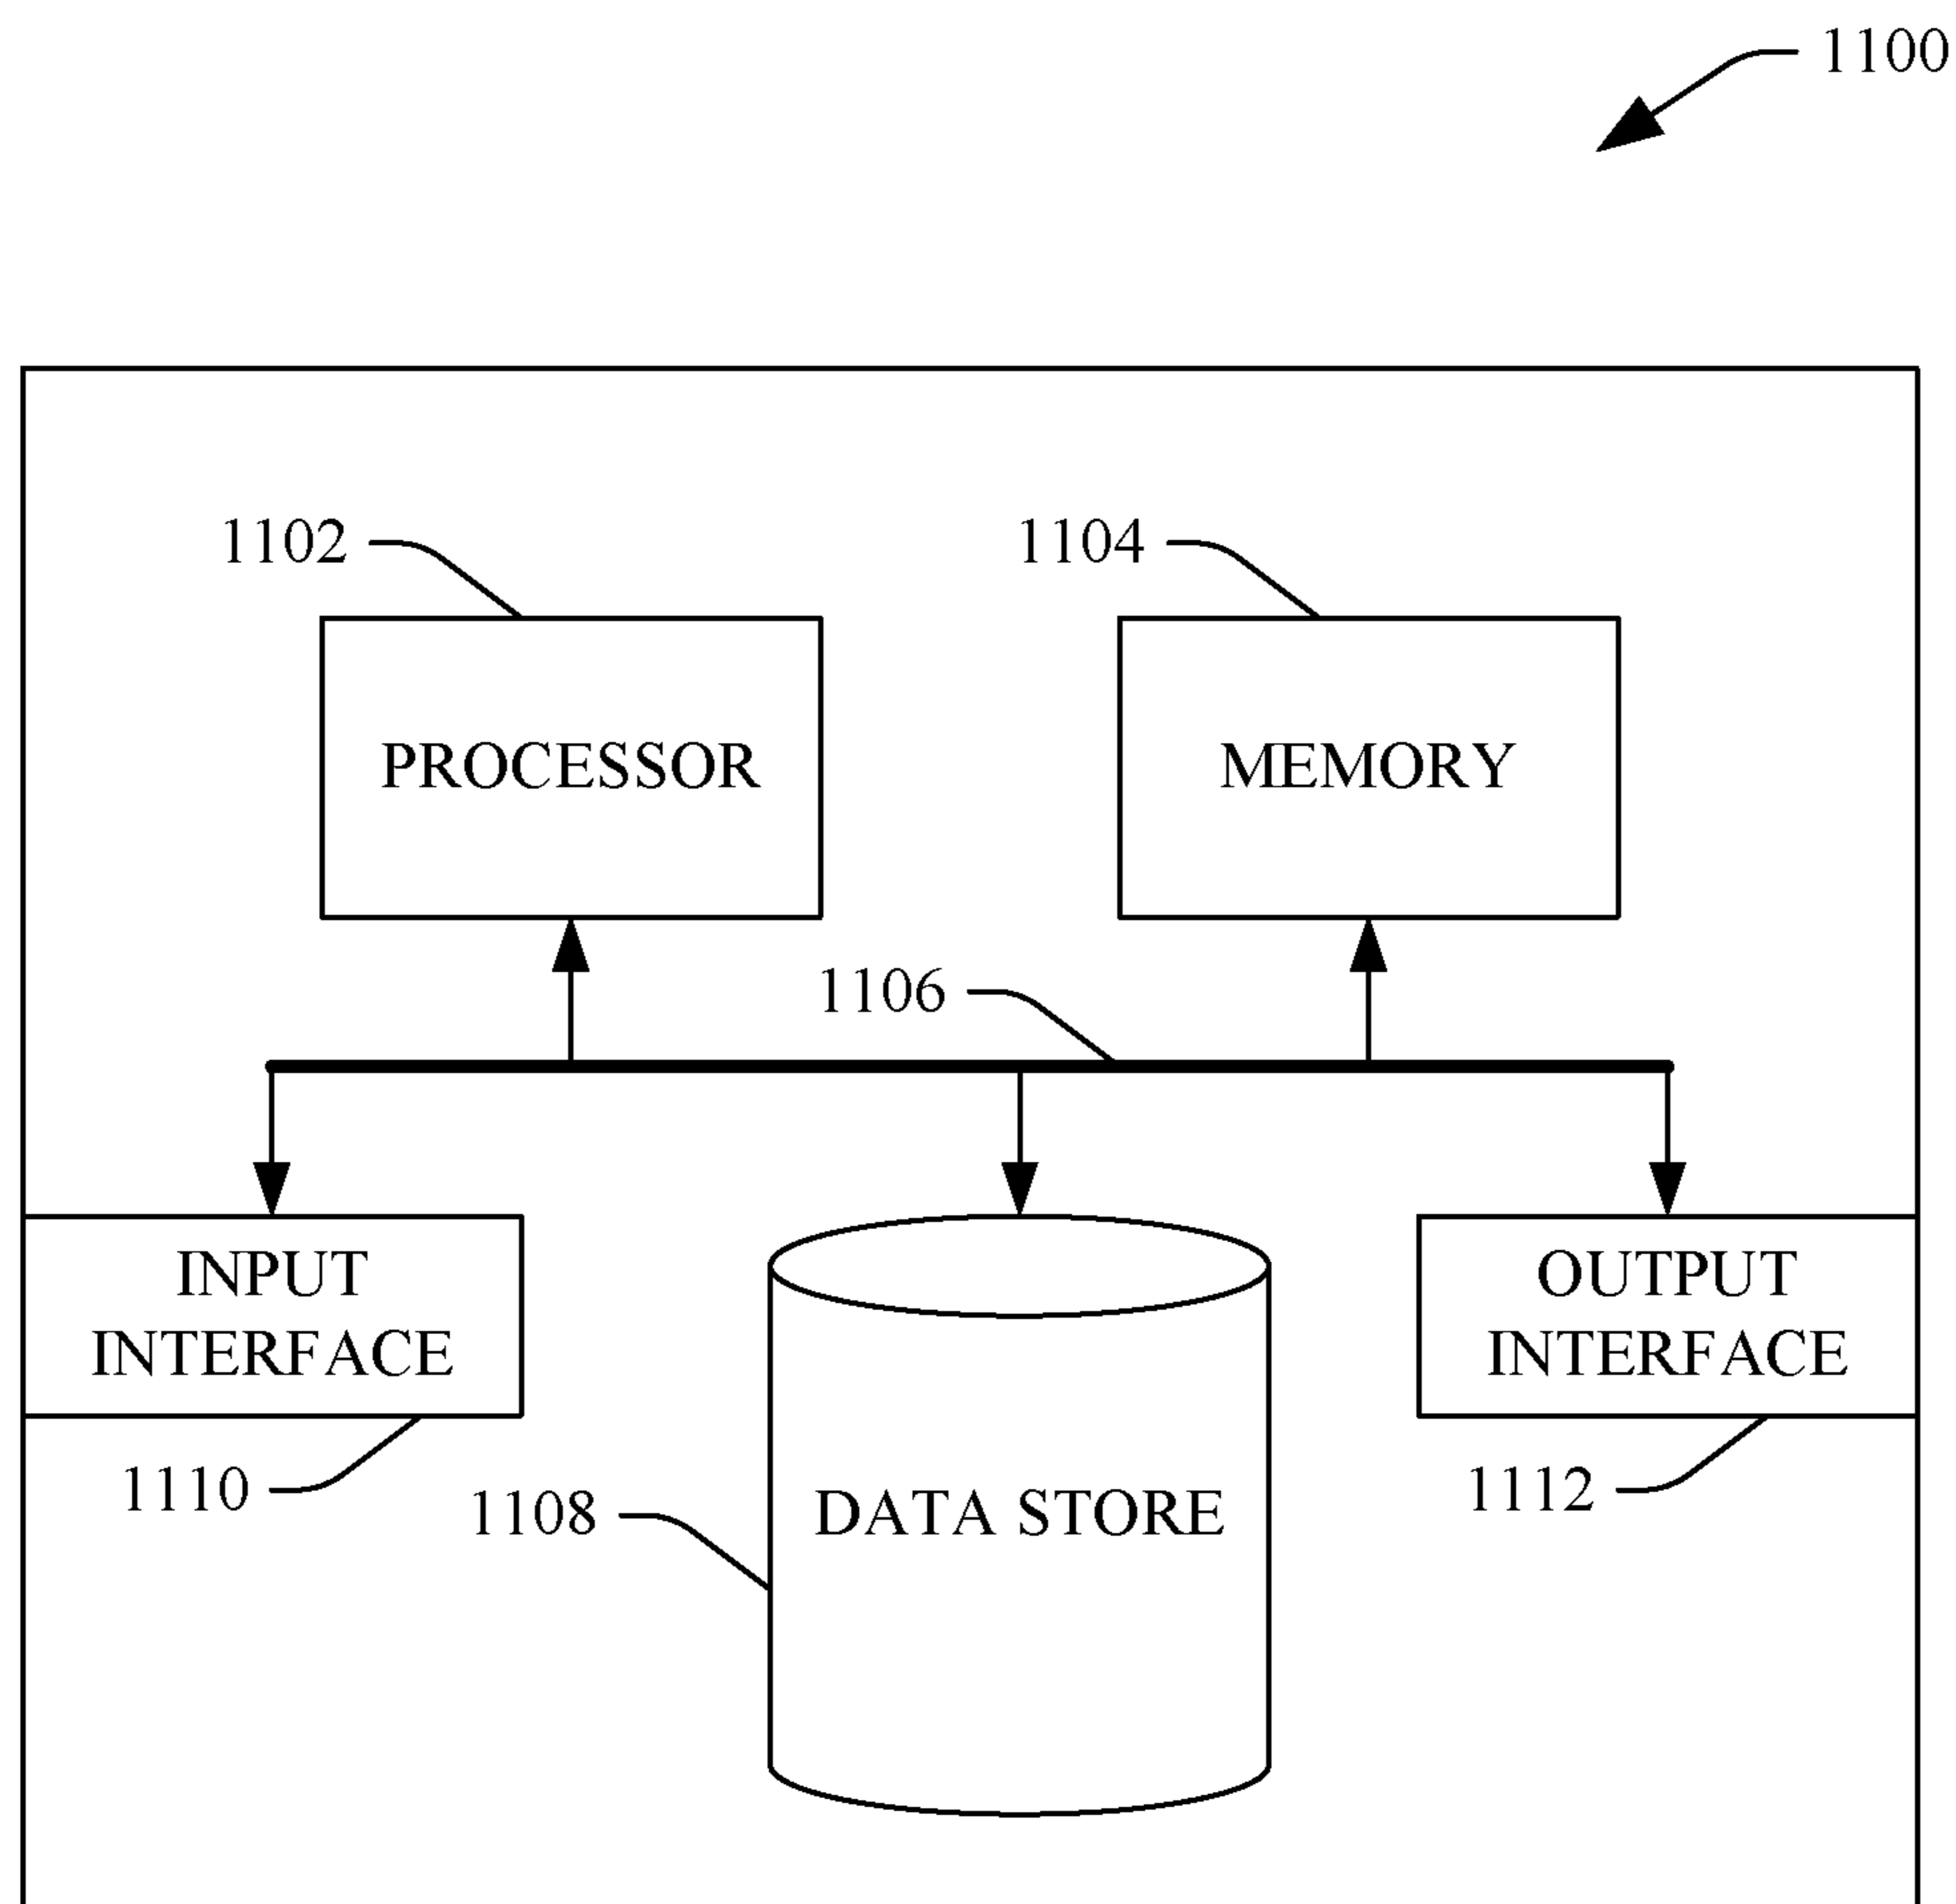 1100
1102
1104
PROCESSOR
MEMORY
1106
INPUT
INTERFACE
OUTPUT
INTERFACE
1110
1108
DATA STORE
1112